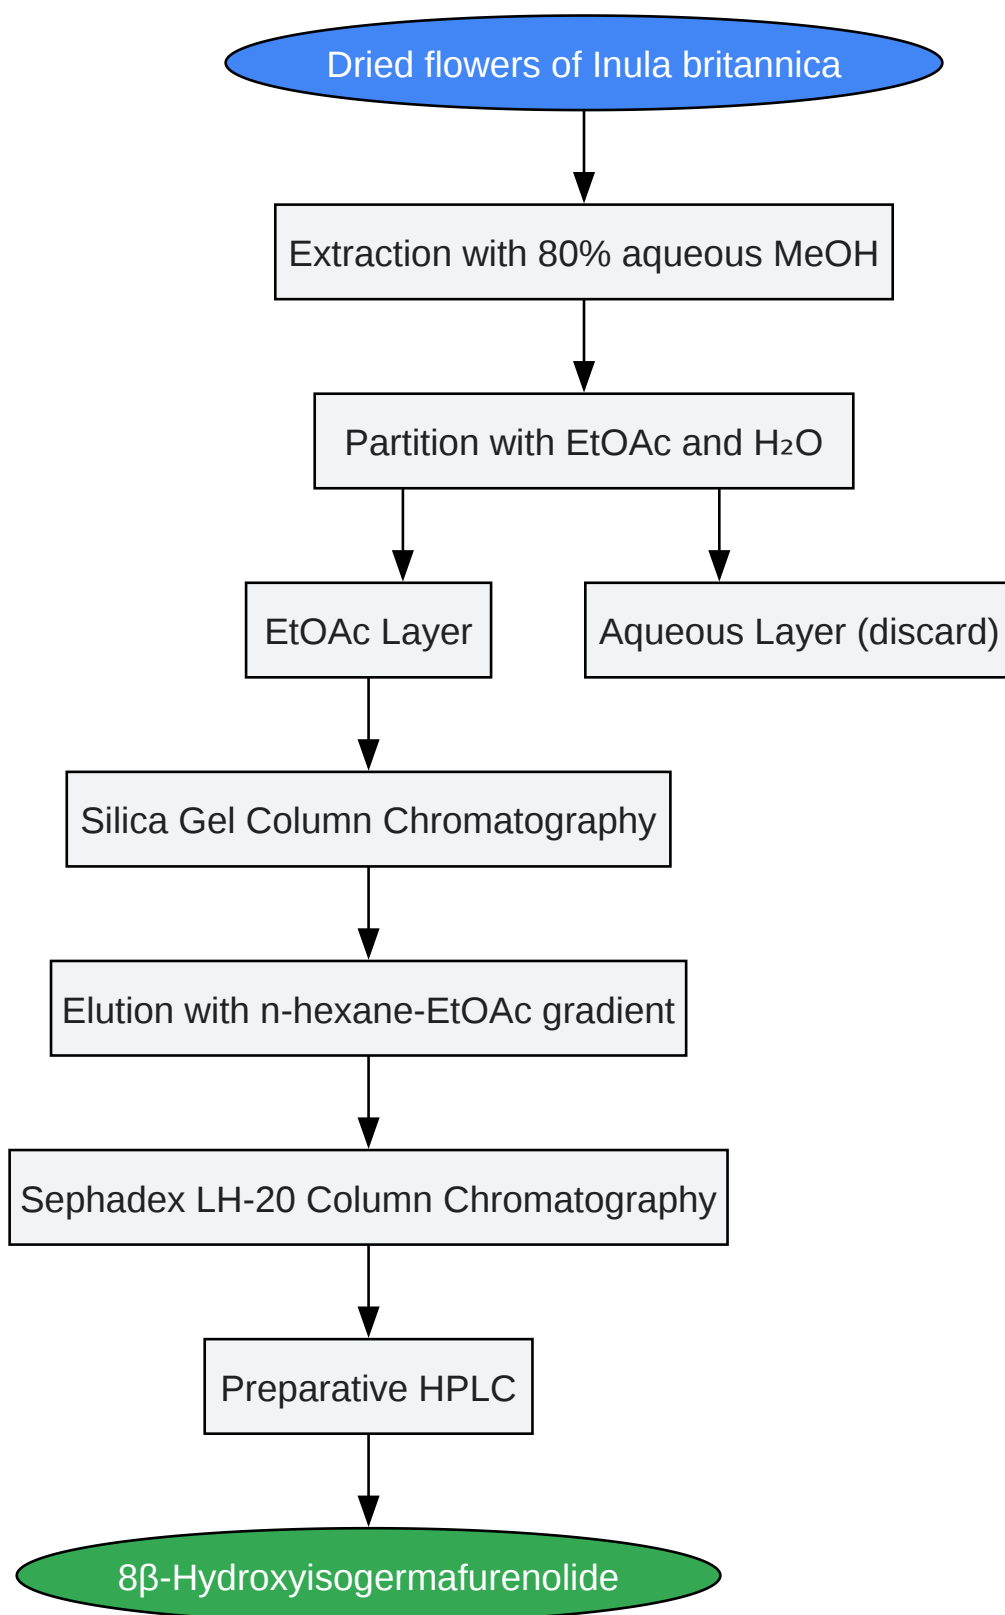 Dried flowers of Inula britannica
Extraction with 80% aqueous MeOH
Partition with EtOAc and H₂O
EtOAc Layer
Aqueous Layer (discard)
Silica Gel Column Chromatography
Elution with n-hexane-EtOAc gradient
Sephadex LH-20 Column Chromatography
Preparative HPLC
8β-Hydroxyisogermafurenolide